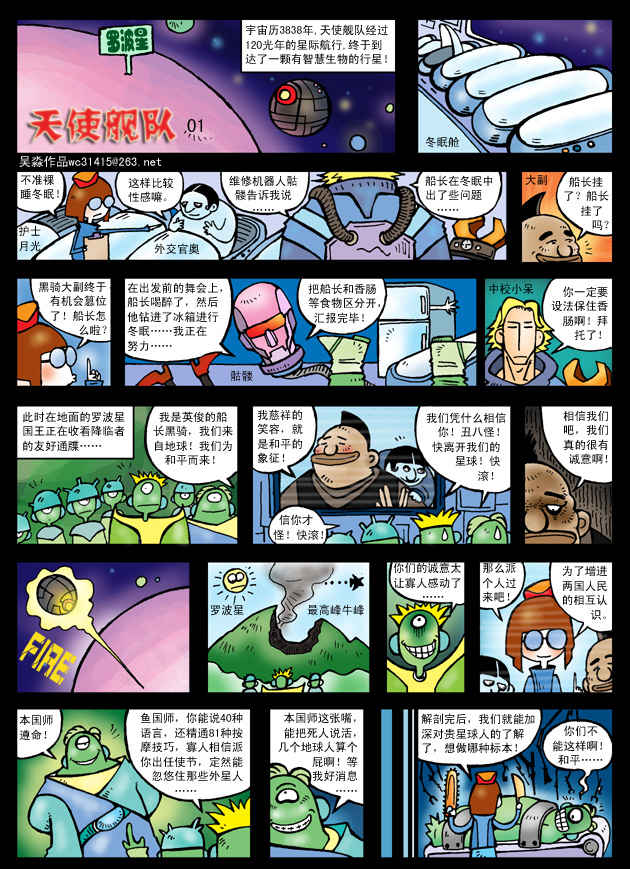 罗波星
宇宙历3838年,天使舰队经过
120光年的星际航行,终于到
达了一颗有智慧生物的行星!
天使舰队 01
吴淼作品wc31415@263.net
冬眠舱
不准裸
睡冬眠!
护士
月光
这样比较
性感嘛。
外交官奥
维修机器人骷
髅告诉我说
……
船长在冬眠中
出了些问题
……
大副
船长挂
了?船长
挂了
吗?
黑骑大副终于
有机会篡位
了!船长怎
么啦?
在出发前的舞会上,
船长喝醉了,然后
他钻进了冰箱进行
冬眠……我正在
努力……
骷髅
把船长和香肠
等食物区分开,
汇报完毕!
中校小呆
你一定要
设法保住香
肠啊!拜
托了!
此时在地面的罗波星
国王正在收看降临者
的友好通牒……
我是英俊的船
长黑骑,我们来
自地球!我们为
和平而来!
我慈祥的
笑容,就
是和平的
象征!
信你才
怪!快滚!
我们凭什么相信
你!丑八怪!
快离开我们的
星球!快
滚!
相信我们
吧,我们
真的很有
诚意啊!
FIRE
罗波星
最高峰牛峰
你们的诚意太
让寡人感动了
……
那么派
个人过
来吧!
为了增进
两国人民
的相互认
识。
本国师
遵命!
鱼国师,你能说40种
语言,还精通81种按
摩技巧,寡人相信派
你出任使节,定然能
忽悠住那些外星人
……
本国师这张嘴,
能把死人说活,
几个地球人算个
屁啊!等
我好消息
……
解剖完后,我们就能加
深对贵星球人的了解
了,想做哪种标本!
你们不
能这样啊!
和平……